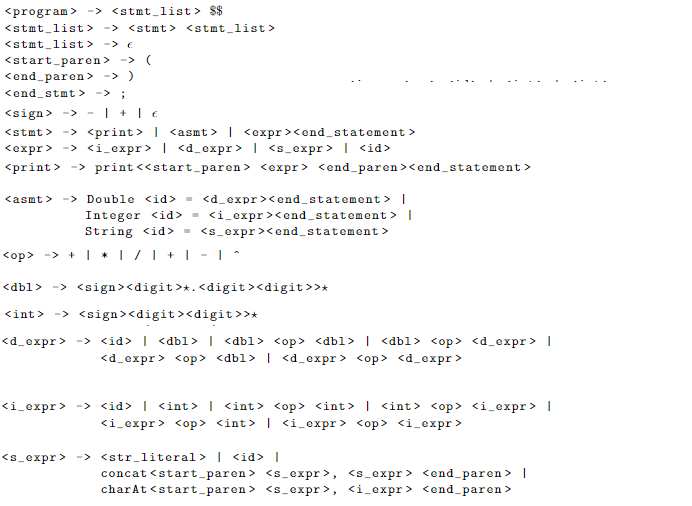 <program> -> <stmt_list> $$
<stmt_list> -> <stmt> <stmt_list>
<stmt_list> -> ϵ
<start_paren> -> (
<end_paren> -> )
<end_stmt> -> ;
<sign> -> - | + | ϵ
<stmt> -> <print> | <asmt> | <expr><end_statement>
<expr> -> <i_expr> | <d_expr> | <s_expr> | <id>
<print> -> print<<start_paren> <expr> <end_paren><end_statement>
<asmt> -> Double <id> = <d_expr><end_statement> |
Integer <id> = <i_expr><end_statement> |
String <id> = <s_expr><end_statement>
<op> -> + | * | / | + | - | ^
<dbl> -> <sign><digit>*.<digit><digit>>*
<int> -> <sign><digit><digit>>*
<d_expr> -> <id> | <dbl> | <dbl> <op> <dbl> | <dbl> <op> <d_expr> |
<d_expr> <op> <dbl> | <d_expr> <op> <d_expr>
<i_expr> -> <id> | <int> | <int> <op> <int> | <int> <op> <i_expr> |
<i_expr> <op> <int> | <i_expr> <op> <i_expr>
<s_expr> -> <str_literal> | <id> |
concat<start_paren> <s_expr>, <s_expr> <end_paren> |
charAt<start_paren> <s_expr>, <i_expr> <end_paren>